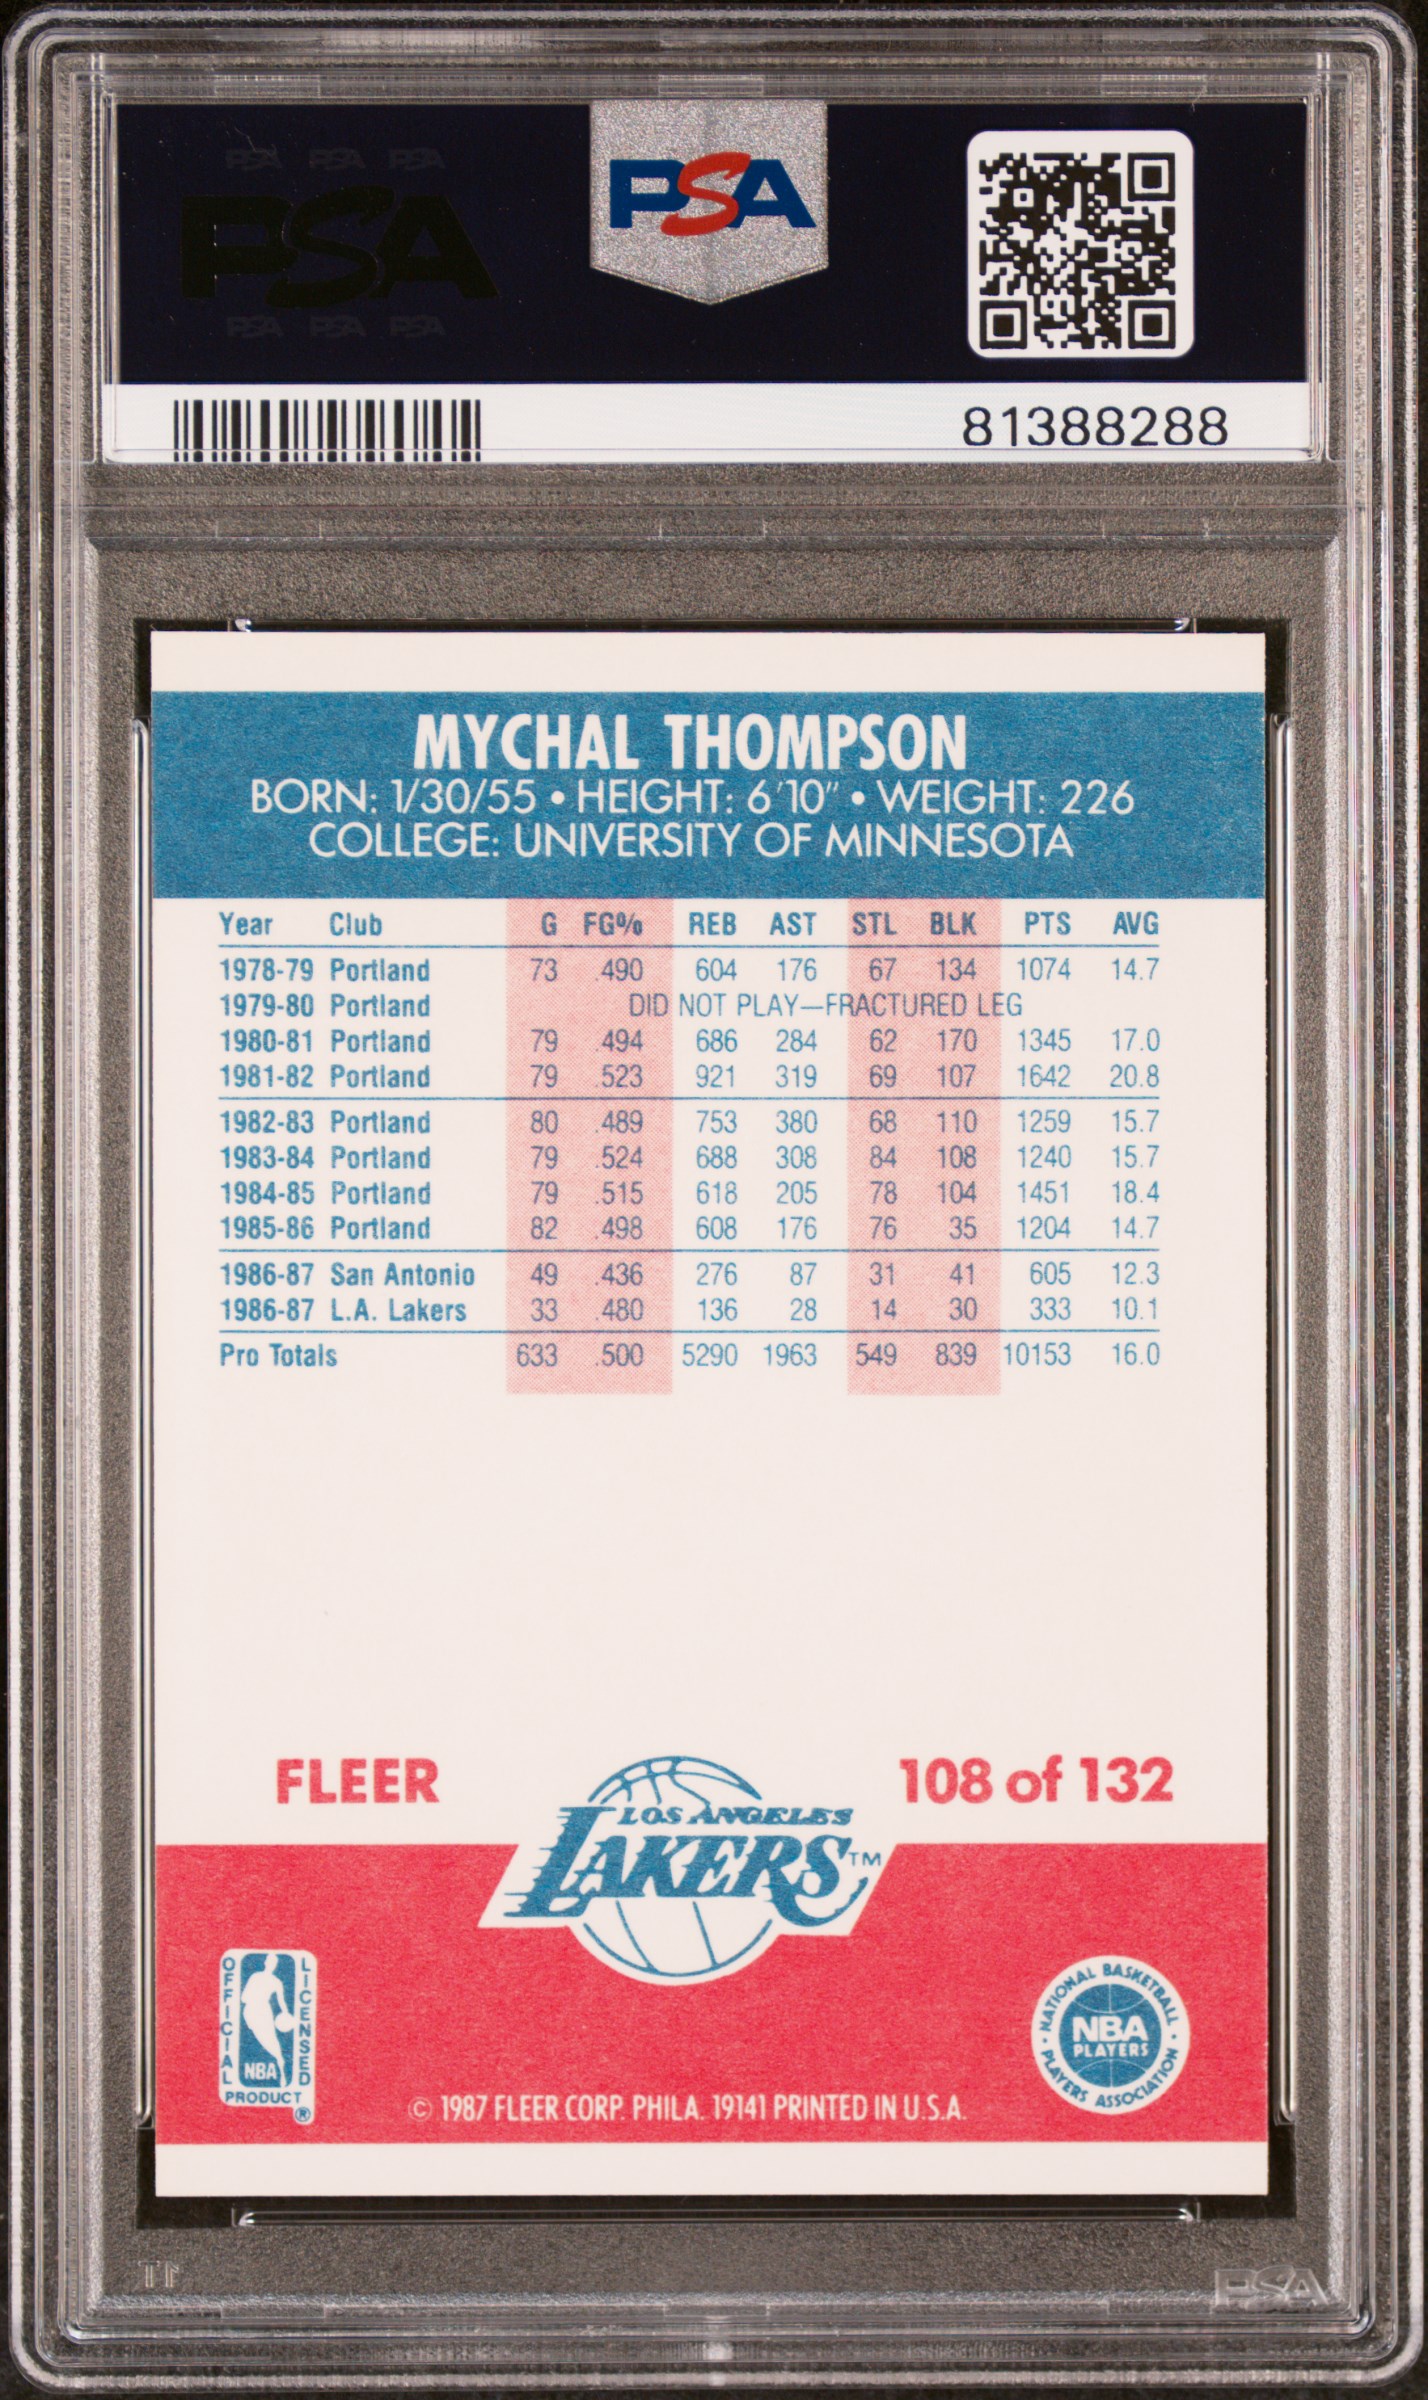 PSA PSA PSA
PSA
PSA PSA PSA
PSA
81388288
MYCHAL THOMPSON
BORN: 1/30/55 • HEIGHT: 6'10" • WEIGHT: 226
COLLEGE: UNIVERSITY OF MINNESOTA
Year Club G FG% REB AST STL BLK PTS AVG
1978-79 Portland 73 .490 604 176 67 134 1074 14.7
1979-80 Portland DID NOT PLAY—FRACTURED LEG
1980-81 Portland 79 .494 686 284 62 170 1345 17.0
1981-82 Portland 79 .523 921 319 69 107 1642 20.8
1982-83 Portland 80 .489 753 380 68 110 1259 15.7
1983-84 Portland 79 .524 688 308 84 108 1240 15.7
1984-85 Portland 79 .515 618 205 78 104 1451 18.4
1985-86 Portland 82 .498 608 176 76 35 1204 14.7
1986-87 San Antonio 49 .436 276 87 31 41 605 12.3
1986-87 L.A. Lakers 33 .480 136 28 14 30 333 10.1
Pro Totals 633 .500 5290 1963 549 839 10153 16.0
FLEER
108 of 132
LOS ANGELES
LAKERS™
OFFICIAL LICENSED
NBA
PRODUCT
®
NATIONAL BASKETBALL
NBA
PLAYERS
PLAYERS ASSOCIATION
© 1987 FLEER CORP. PHILA. 19141 PRINTED IN U.S.A.
PSA